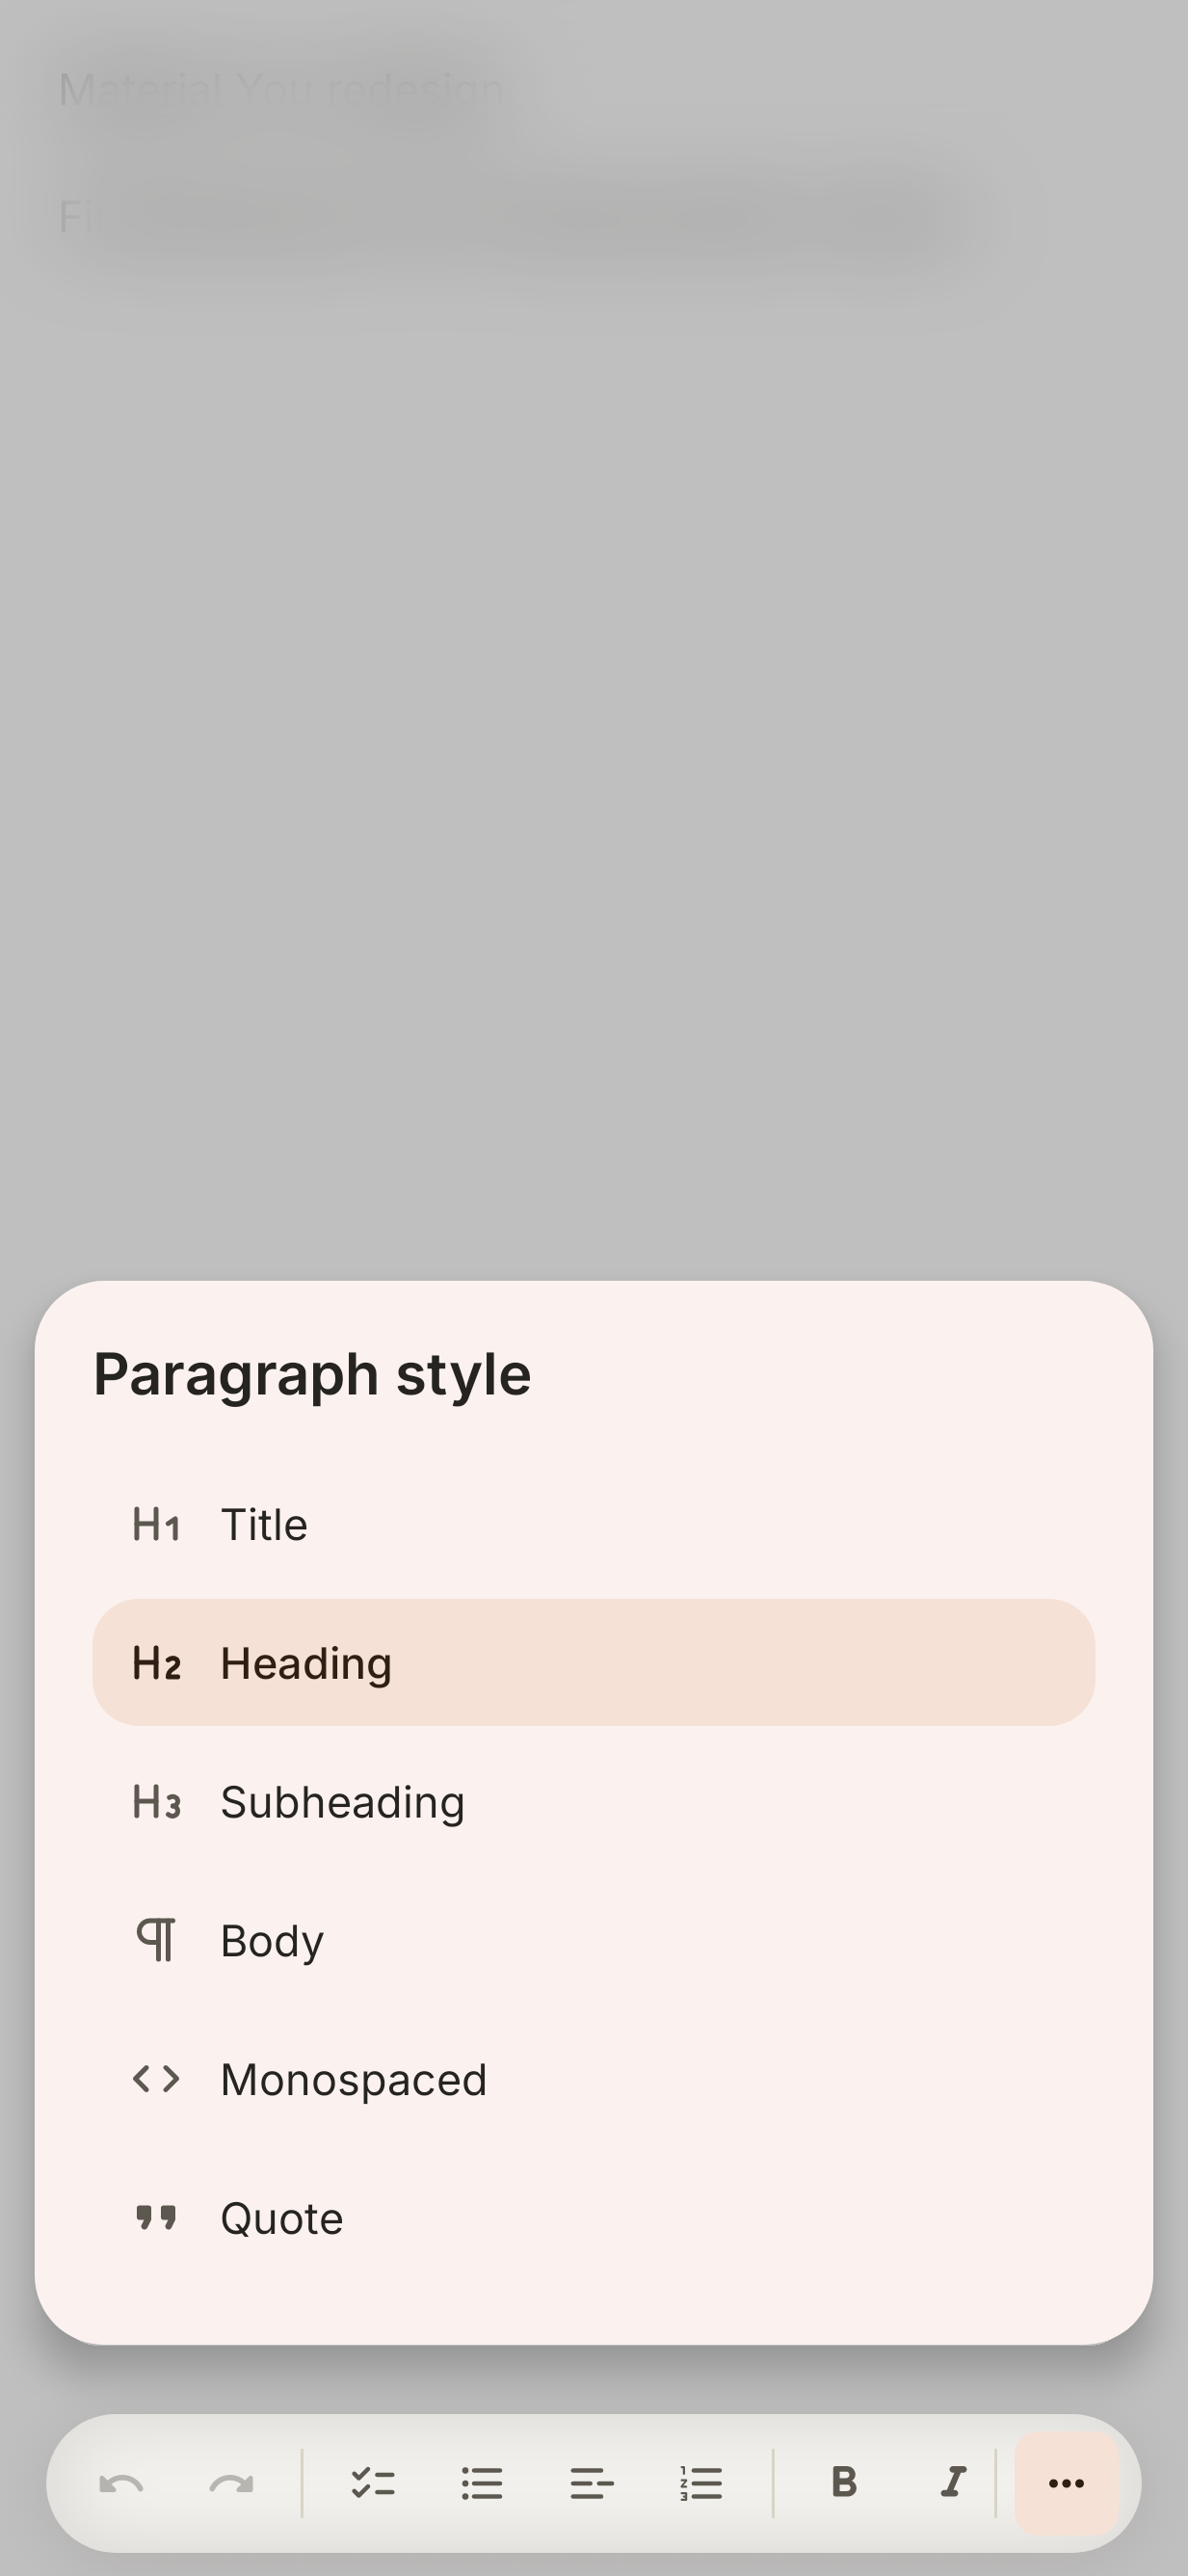 Material You redesign
Paragraph style
H1 Title
H2 Heading
H3 Subheading
Body
Monospaced
Quote
B I